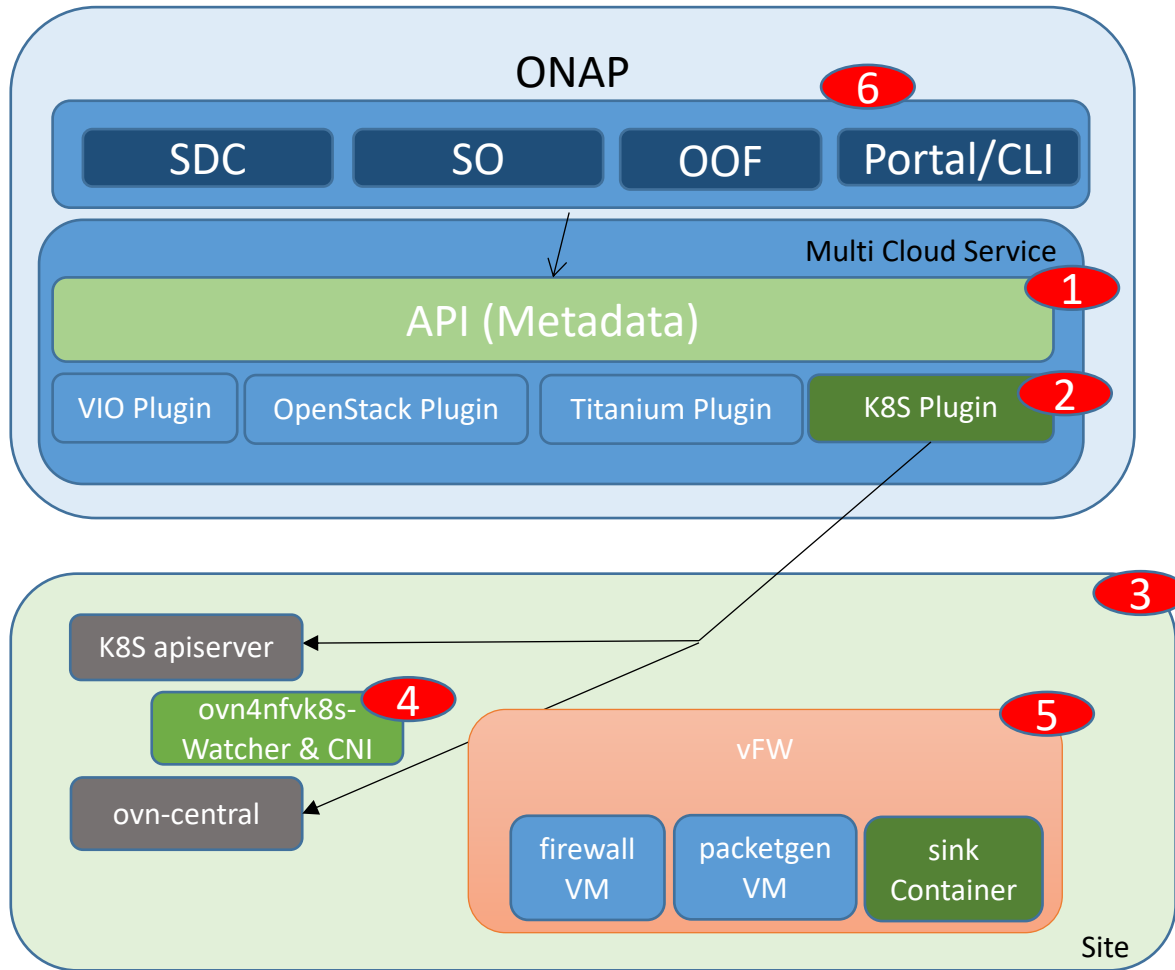 ONAP
6
SDC
SO
OOF
Portal/CLI
Multi Cloud Service
1
API (Metadata)
VIO Plugin
OpenStack Plugin
Titanium Plugin
K8S Plugin
2
3
K8S apiserver
4
ovn4nfvk8s-
Watcher & CNI
ovn-central
5
vFW
firewall
VM
packetgen
VM
sink
Container
Site